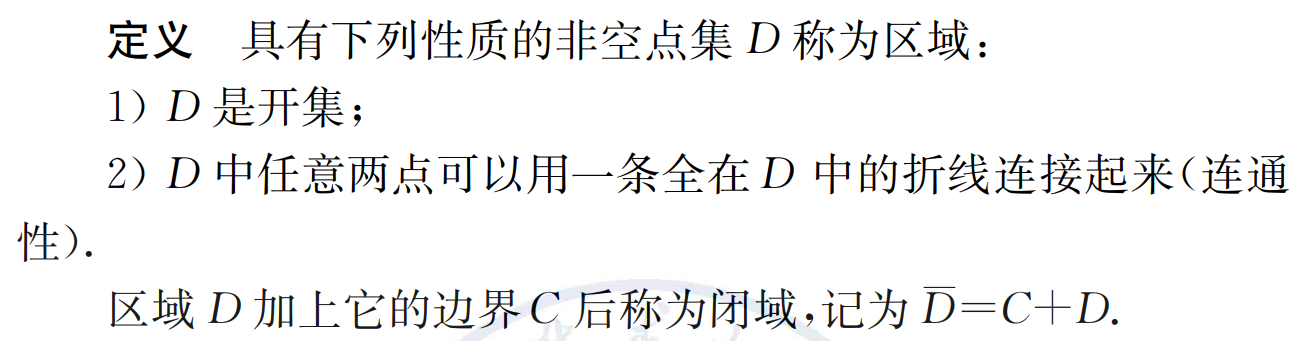 定义 具有下列性质的非空点集 D 称为区域：
1) D 是开集；
2) D 中任意两点可以用一条全在 D 中的折线连接起来(连通
性).
区域 D 加上它的边界 C 后称为闭域,记为 D̅=C+D.